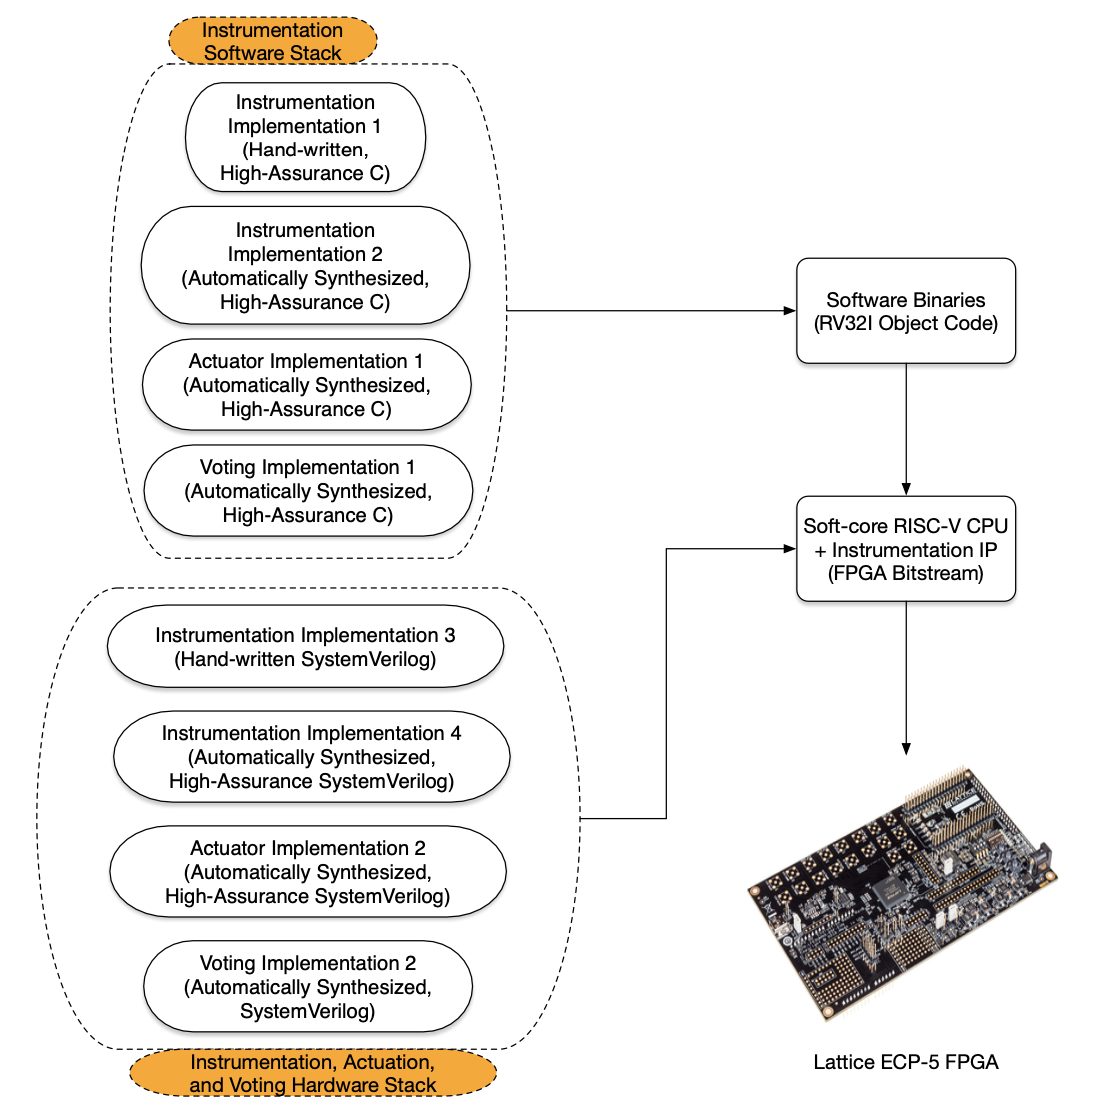 Instrumentation
Software Stack
Instrumentation
Implementation 1
(Hand-written,
High-Assurance C)
Instrumentation
Implementation 2
(Automatically Synthesized,
High-Assurance C)
Actuator Implementation 1
(Automatically Synthesized,
High-Assurance C)
Voting Implementation 1
(Automatically Synthesized,
High-Assurance C)
Software Binaries
(RV32I Object Code)
Soft-core RISC-V CPU
+ Instrumentation IP
(FPGA Bitstream)
Instrumentation Implementation 3
(Hand-written SystemVerilog)
Instrumentation Implementation 4
(Automatically Synthesized,
High-Assurance SystemVerilog)
Actuator Implementation 2
(Automatically Synthesized,
High-Assurance SystemVerilog)
Voting Implementation 2
(Automatically Synthesized,
SystemVerilog)
Instrumentation, Actuation,
and Voting Hardware Stack
Lattice ECP-5 FPGA